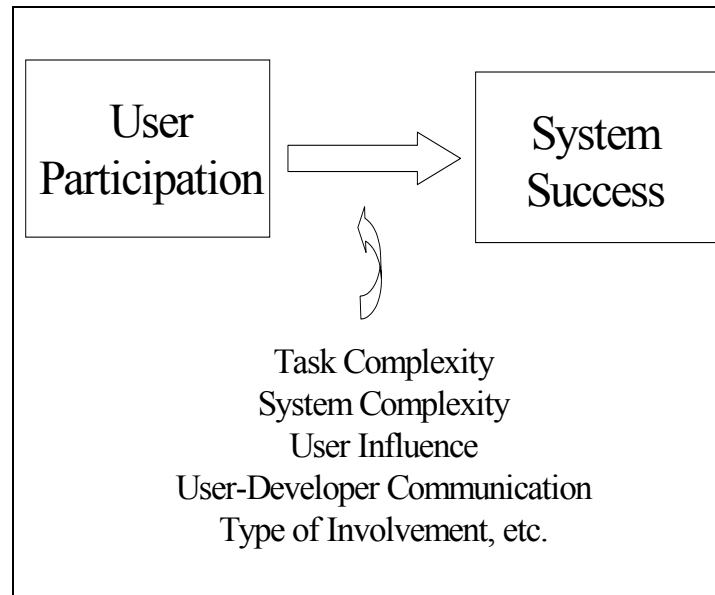 User
Participation
System
Success
Task Complexity
System Complexity
User Influence
User-Developer Communication
Type of Involvement, etc.